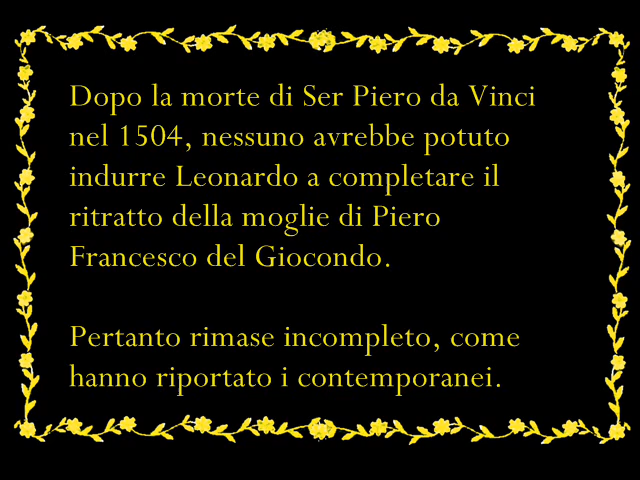 Dopo la morte di Ser Piero da Vinci
nel 1504, nessuno avrebbe potuto
indurre Leonardo a completare il
ritratto della moglie di Piero
Francesco del Giocondo.
Pertanto rimase incompleto, come
hanno riportato i contemporanei.